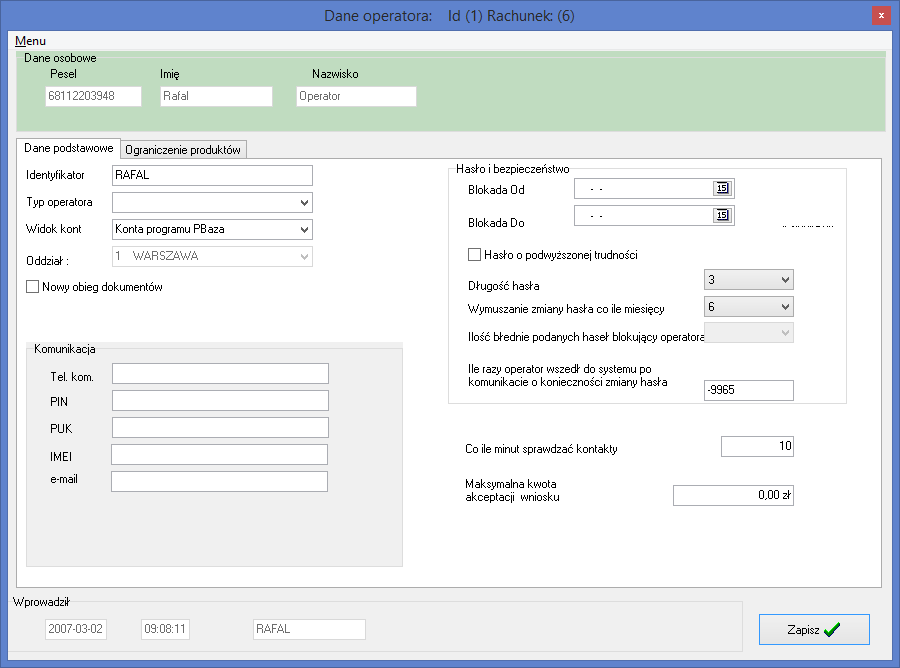 Dane operatora: Id (1) Rachunek: (6)
x
Menu
Dane osobowe
Pesel Imię Nazwisko
68112203948 Rafal Operator
Dane podstawowe Ograniczenie produktów
Identyfikator RAFAL
Typ operatora
Widok kont Konta programu PBaza
Oddział : 1 WARSZAWA
Nowy obieg dokumentów
Komunikacja
Tel. kom.
PIN
PUK
IMEI
e-mail
Hasło i bezpieczeństwo
Blokada Od - - 15
Blokada Do - - 15
Hasło o podwyższonej trudności
Długość hasła 3
Wymuszanie zmiany hasła co ile miesięcy 6
Ilość błednie podanych haseł blokujący operatora
Ile razy operator wszedł do systemu po
komunikacie o konieczności zmiany hasła -9965
Co ile minut sprawdzać kontakty 10
Maksymalna kwota
akceptacji wniosku 0,00 zł
Wprowadził
2007-03-02 09:08:11 RAFAL
Zapisz